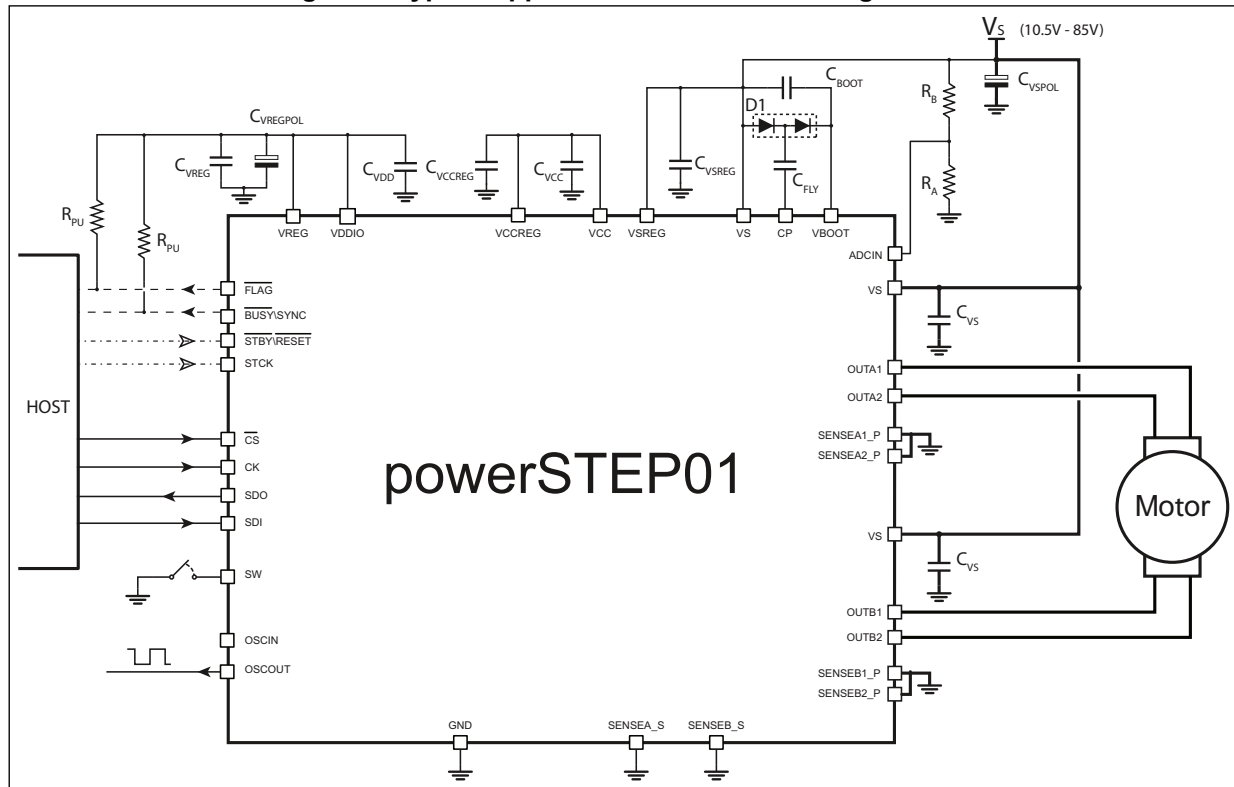 VS (10.5V - 85V)
CBOOT
D1
RB
CVSPOL
CVREGPOL
CVREG
CVDD
CVCCREG
CVCC
CVSREG
CFLY
RA
RPU
RPU
VREG
VDDIO
VCCREG
VCC
VSREG
VS
CP
VBOOT
ADCIN
VS
CVS
FLAG
BUSY\SYNC
STBY\RESET
STCK
HOST
CS
CK
SDO
SDI
SW
OSCIN
OSCOUT
powerSTEP01
OUTA1
OUTA2
SENSEA1_P
SENSEA2_P
Motor
VS
CVS
OUTB1
OUTB2
SENSEB1_P
SENSEB2_P
GND
SENSEA_S
SENSEB_S